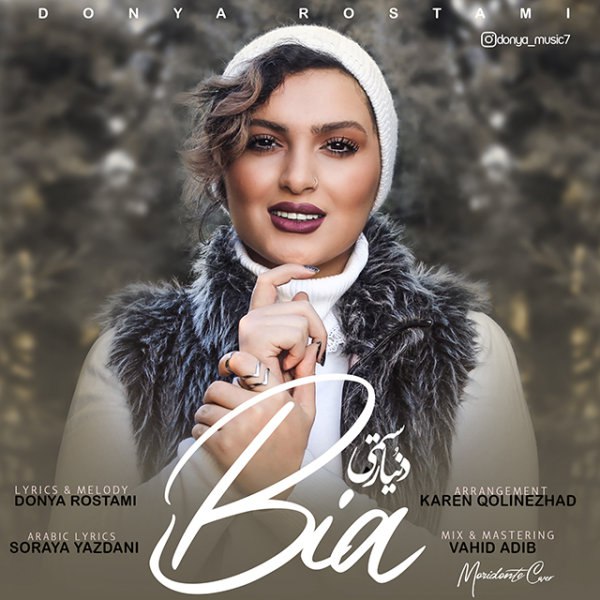 DONYA ROSTAMI
donya_music7
دنیا رستمی
Bia
LYRICS & MELODY
DONYA ROSTAMI
ARRANGEMENT
KAREN QOLINEZHAD
ARABIC LYRICS
SORAYA YAZDANI
MIX & MASTERING
VAHID ADIB
Moridante Cover